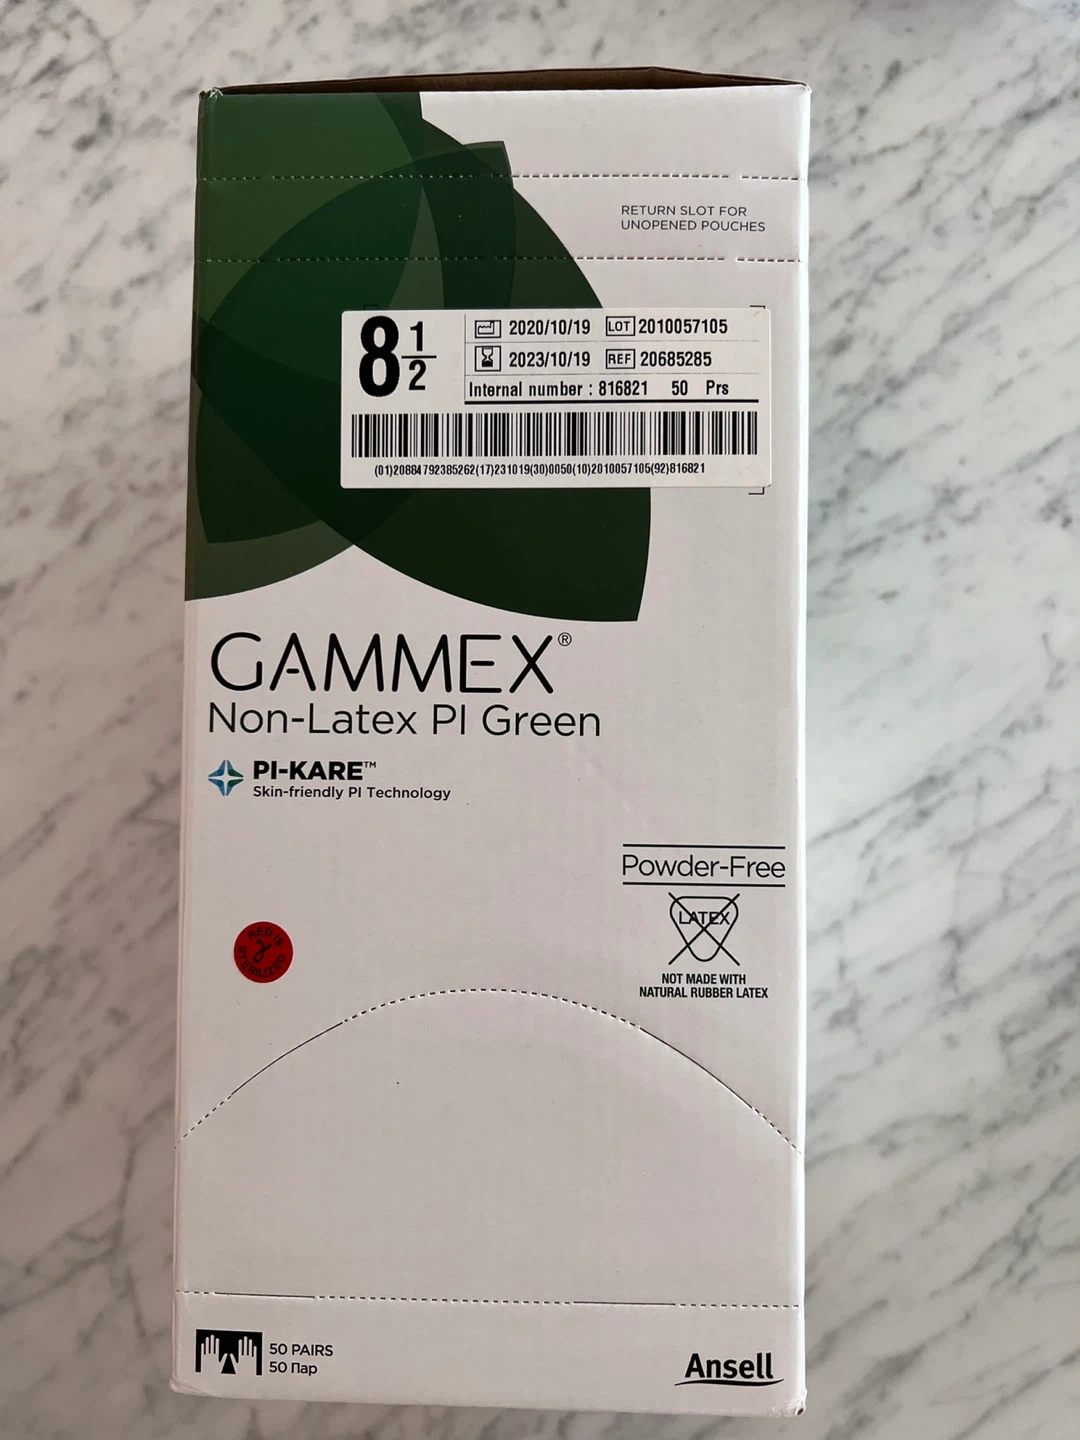 RETURN SLOT FOR
UNOPENED POUCHES
8 1/2
2020/10/19 LOT 2010057105
2023/10/19 REF 20685285
Internal number : 816821 50 Prs
(01)20884792385262(17)231019(30)0050(10)2010057105(92)816821
GAMMEX®
Non-Latex PI Green
PI-KARE™
Skin-friendly PI Technology
Powder-Free
LATEX
NOT MADE WITH
NATURAL RUBBER LATEX
RED IS
STERILIZED
50 PAIRS
50 Пар
Ansell